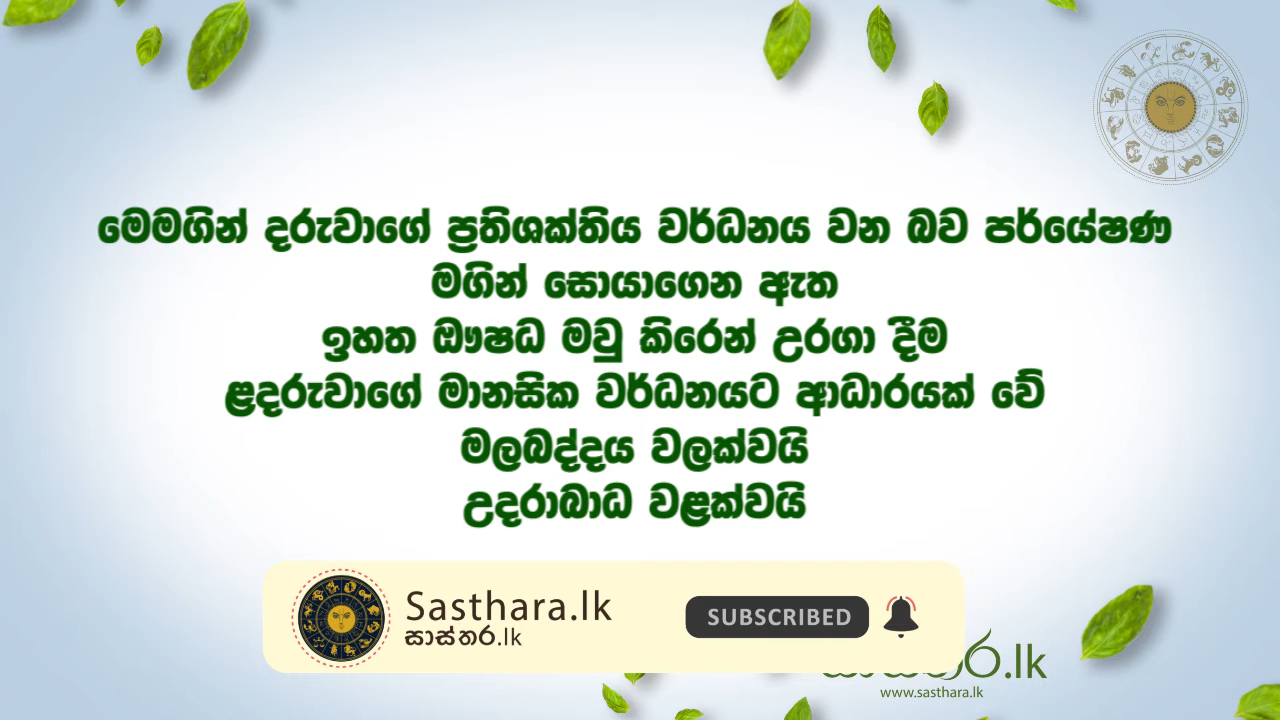 මෙමගින් දරුවාගේ ප්‍රතිශක්තිය වර්ධනය වන බව පර්යේෂණ
මගින් සොයාගෙන ඇත
ඉහත ඖෂධ මවු කිරෙන් උරගා දීම
ළදරුවාගේ මානසික වර්ධනයට ආධාරයක් වේ
මලබද්දය වලක්වයි
උදරාබාධ වළක්වයි
Sasthara.lk
සාස්තර.lk
SUBSCRIBED
.lk
www.sasthara.lk